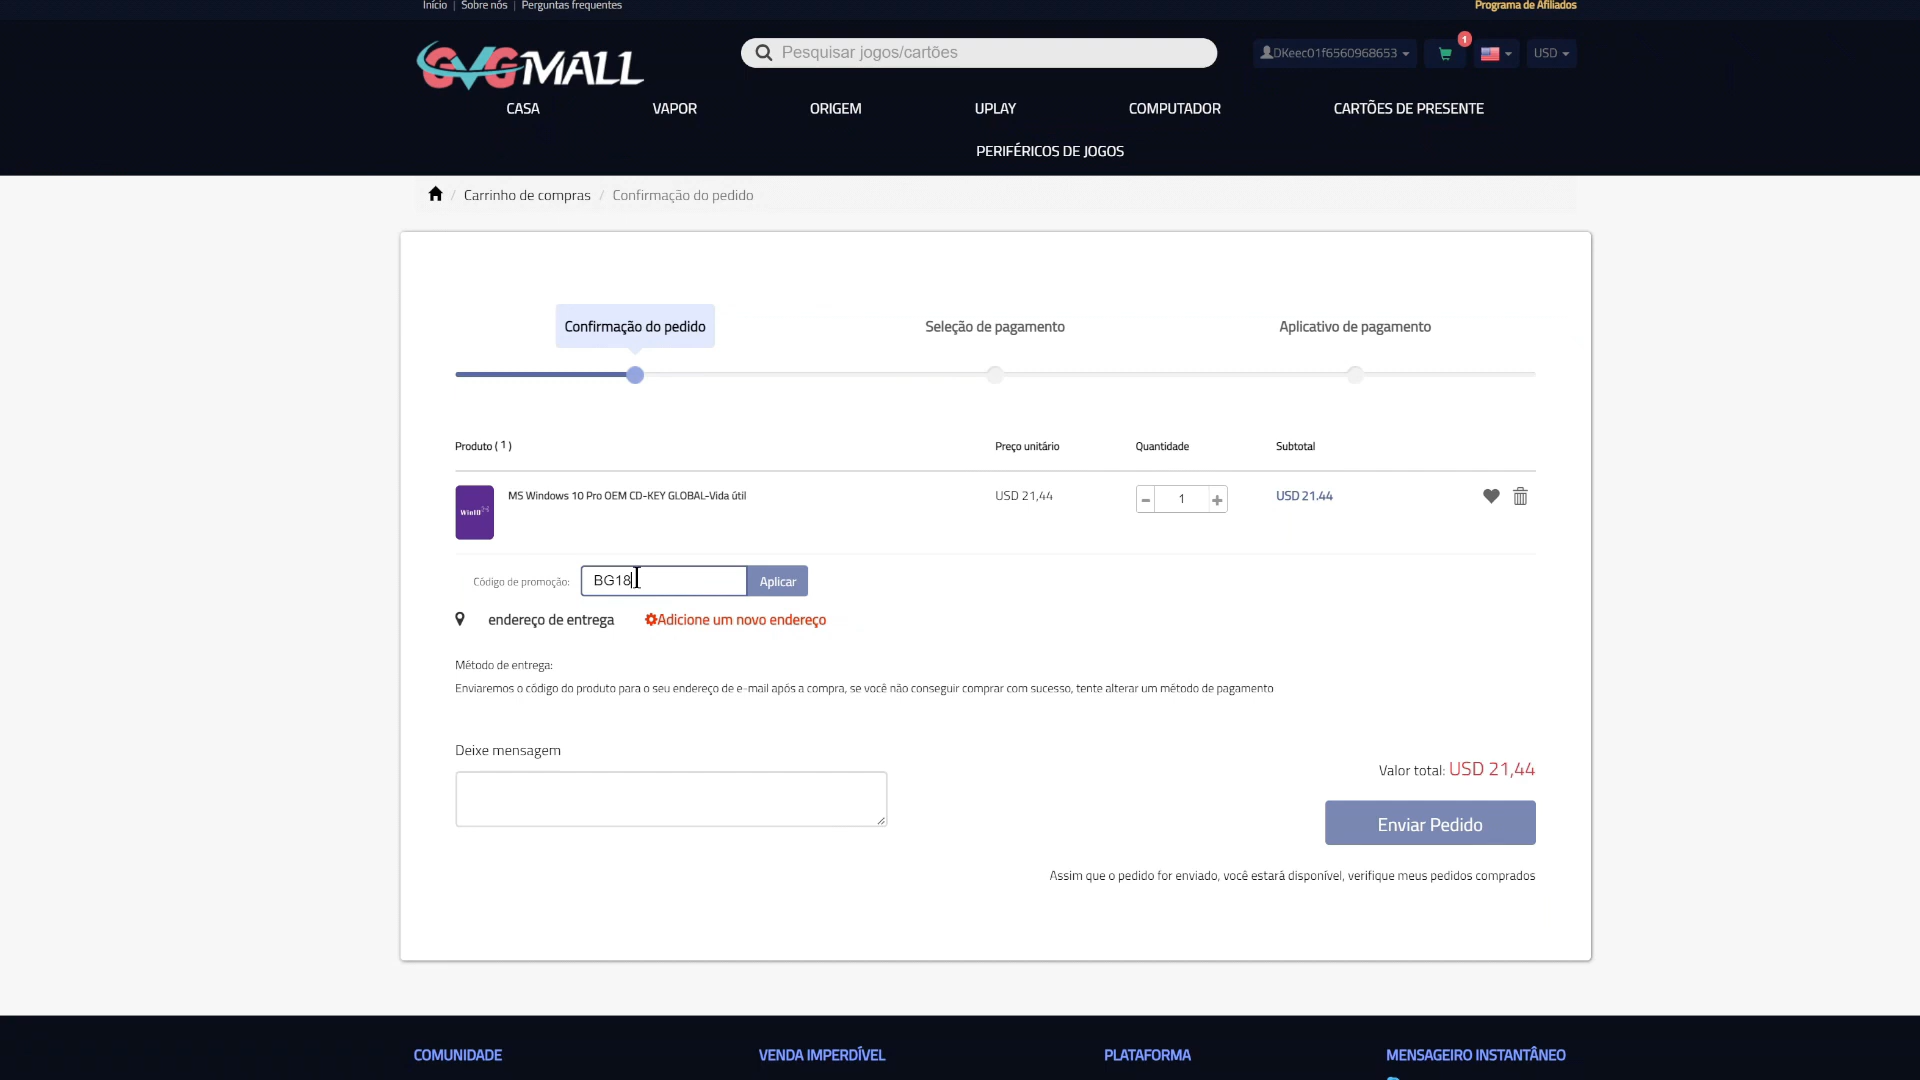 Início | Sobre nós | Perguntas frequentes
Programa de Afiliados
GVGMALL
Pesquisar jogos/cartões
DKeec01f6560968653
1
USD
CASA
VAPOR
ORIGEM
UPLAY
COMPUTADOR
CARTÕES DE PRESENTE
PERIFÉRICOS DE JOGOS
/ Carrinho de compras / Confirmação do pedido
Confirmação do pedido
Seleção de pagamento
Aplicativo de pagamento
Produto ( 1 )
Preço unitário
Quantidade
Subtotal
Win10
MS Windows 10 Pro OEM CD-KEY GLOBAL-Vida útil
USD 21,44
− 1 +
USD 21.44
Código de promoção:
BG18
Aplicar
endereço de entrega
Adicione um novo endereço
Método de entrega:
Enviaremos o código do produto para o seu endereço de e-mail após a compra, se você não conseguir comprar com sucesso, tente alterar um método de pagamento
Deixe mensagem
Valor total: USD 21,44
Enviar Pedido
Assim que o pedido for enviado, você estará disponível, verifique meus pedidos comprados
COMUNIDADE
VENDA IMPERDÍVEL
PLATAFORMA
MENSAGEIRO INSTANTÂNEO